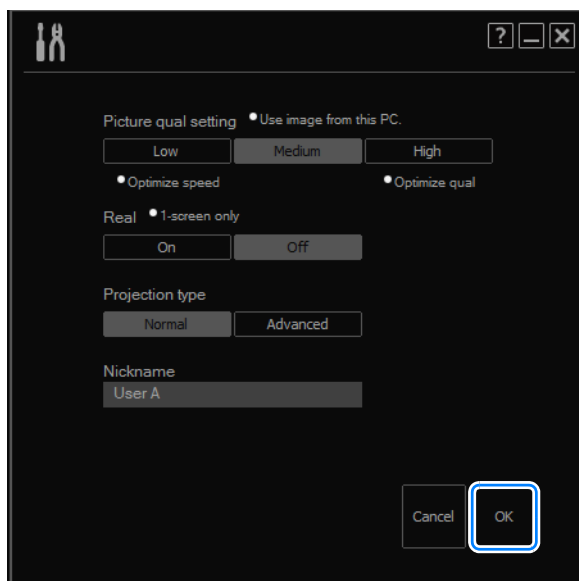 ?
Picture qual setting •Use image from this PC.
Low Medium High
•Optimize speed •Optimize qual
Real •1-screen only
On Off
Projection type
Normal Advanced
Nickname
User A
Cancel OK